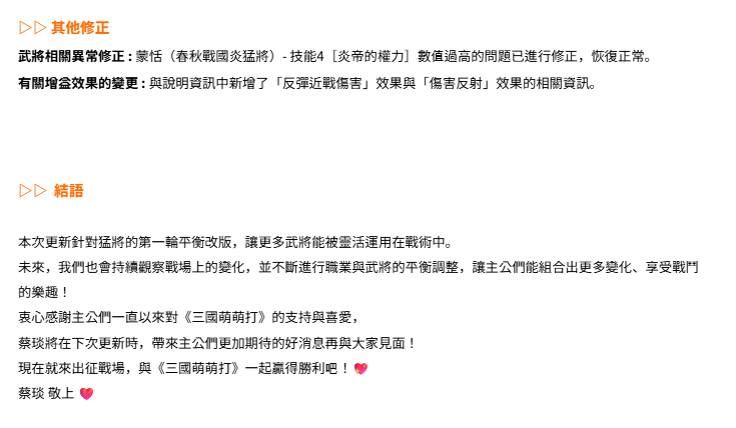 ▷▷ 其他修正
武將相關異常修正 : 蒙恬（春秋戰國炎猛將）- 技能4［炎帝的權力］數值過高的問題已進行修正，恢復正常。
有關增益效果的變更 : 與說明資訊中新增了「反彈近戰傷害」效果與「傷害反射」效果的相關資訊。
▷▷ 結語
本次更新針對猛將的第一輪平衡改版，讓更多武將能被靈活運用在戰術中。
未來，我們也會持續觀察戰場上的變化，並不斷進行職業與武將的平衡調整，讓主公們能組合出更多變化、享受戰鬥
的樂趣！
衷心感謝主公們一直以來對《三國萌萌打》的支持與喜愛，
蔡琰將在下次更新時，帶來主公們更加期待的好消息再與大家見面！
現在就來出征戰場，與《三國萌萌打》一起贏得勝利吧！💖
蔡琰 敬上 💖